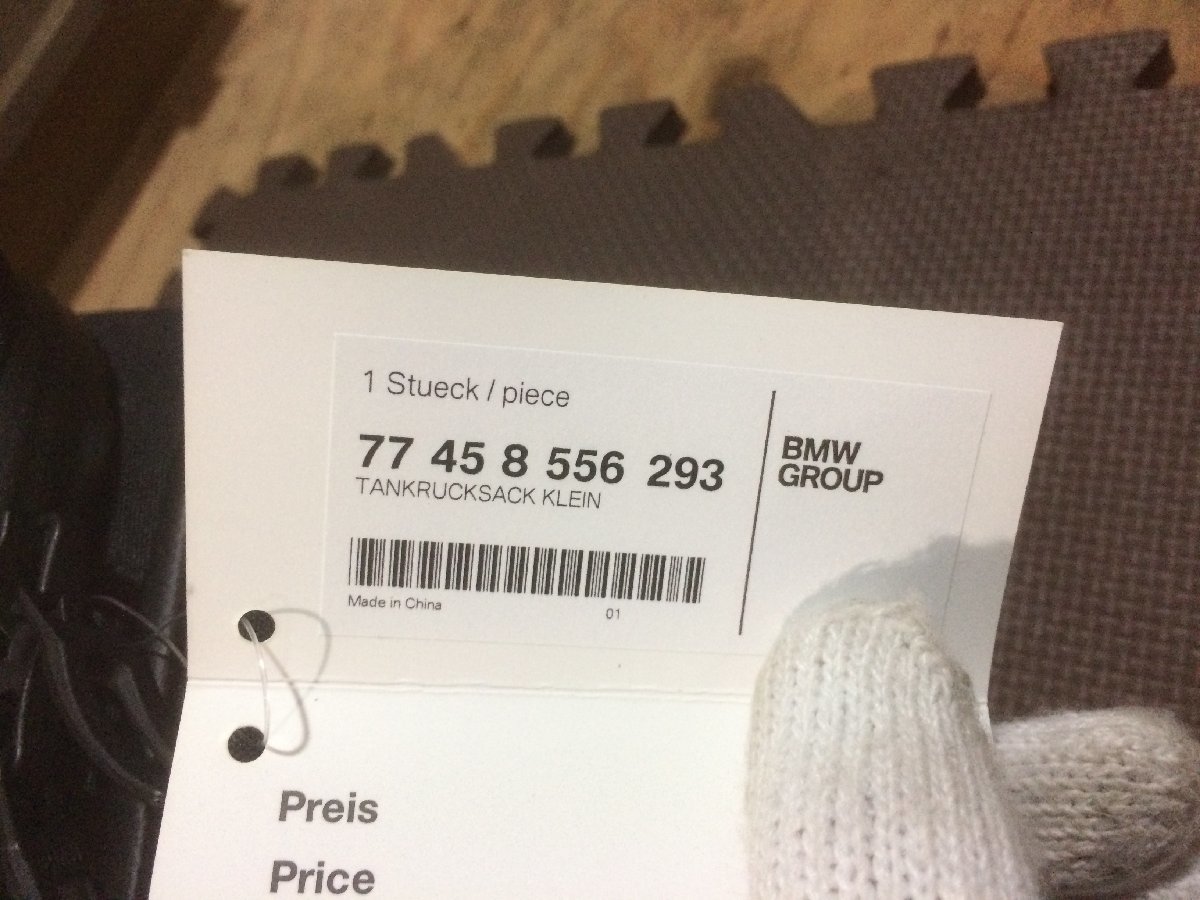 1 Stueck / piece
77 45 8 556 293
TANKRUCKSACK KLEIN
Made in China
01
BMW
GROUP
Preis
Price